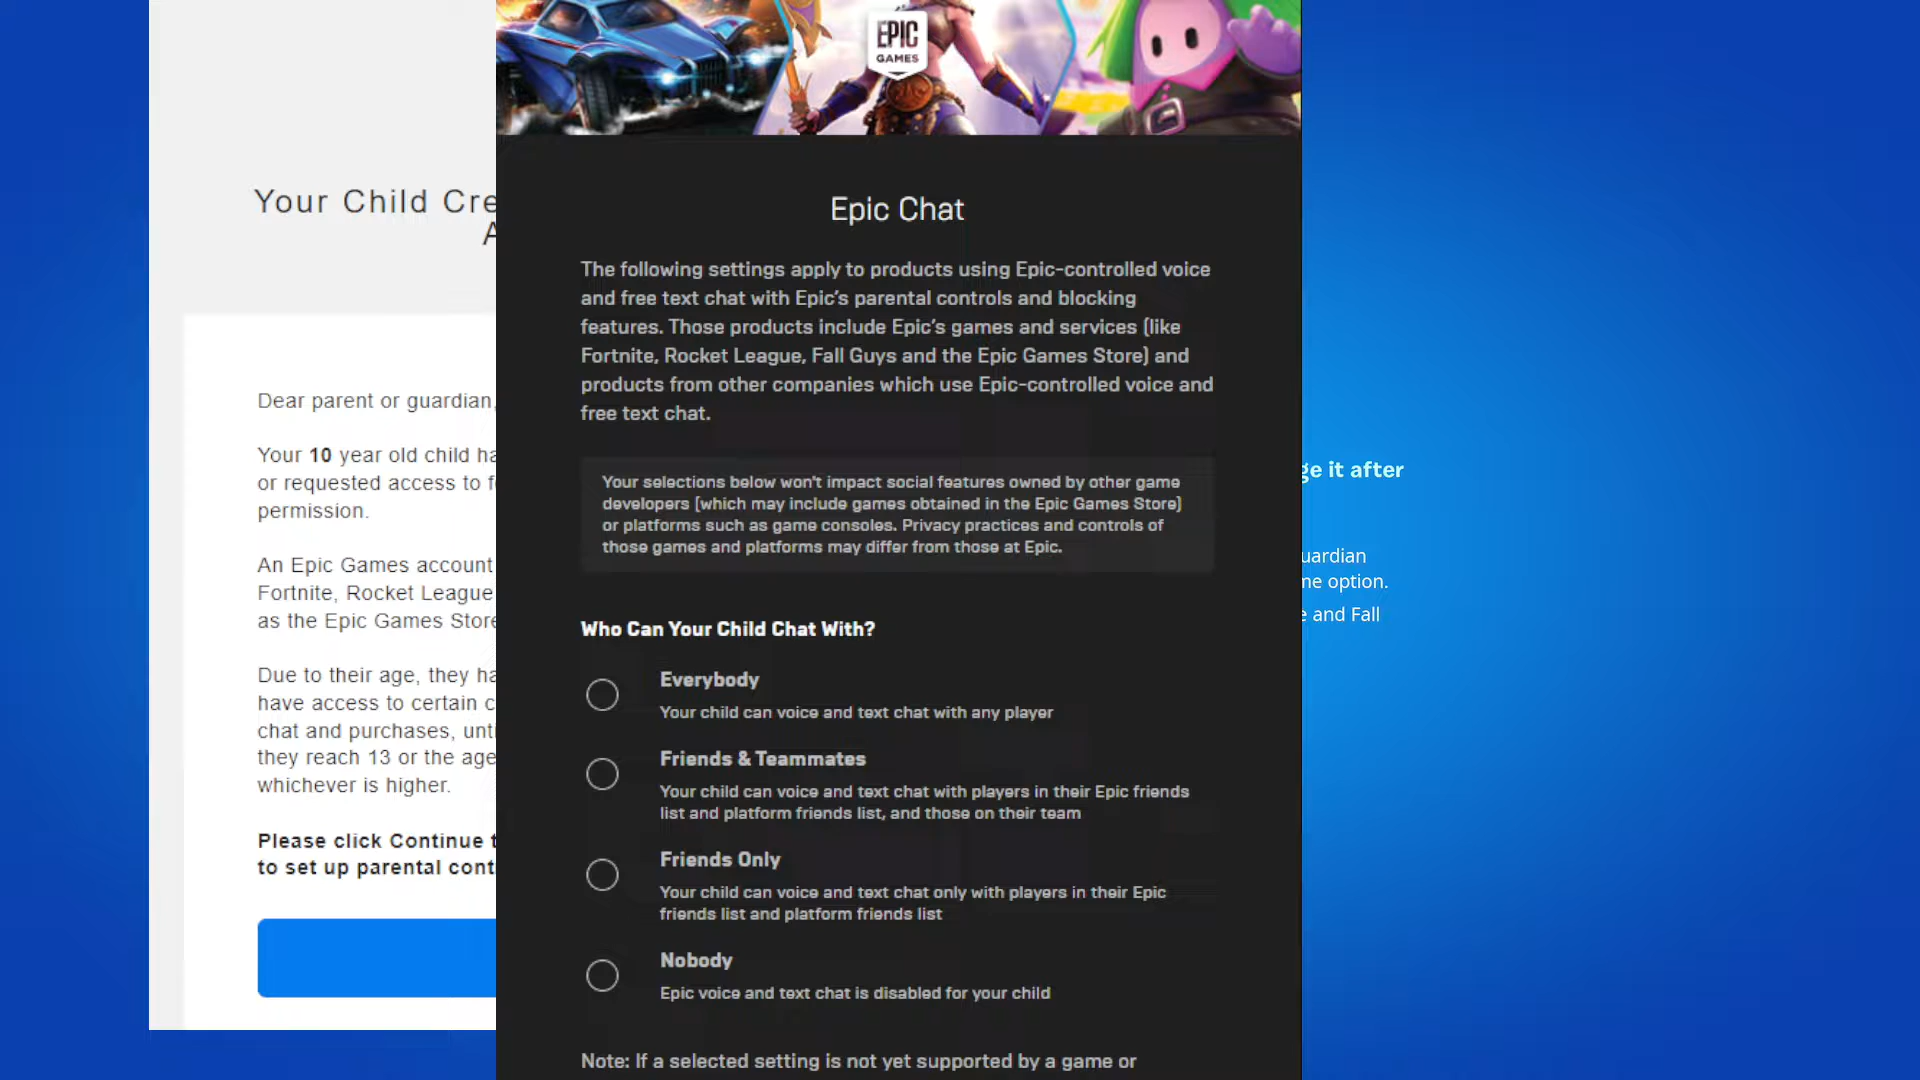 EPIC
GAMES
Your Child Cre
A
Dear parent or guardian,
Your 10 year old child ha
or requested access to f
permission.
An Epic Games account
Fortnite, Rocket League
as the Epic Games Store
Due to their age, they ha
have access to certain c
chat and purchases, unti
they reach 13 or the age
whichever is higher.
Please click Continue t
to set up parental cont
Epic Chat
The following settings apply to products using Epic-controlled voice
and free text chat with Epic's parental controls and blocking
features. Those products include Epic's games and services (like
Fortnite, Rocket League, Fall Guys and the Epic Games Store) and
products from other companies which use Epic-controlled voice and
free text chat.
Your selections below won't impact social features owned by other game
developers (which may include games obtained in the Epic Games Store)
or platforms such as game consoles. Privacy practices and controls of
those games and platforms may differ from those at Epic.
Who Can Your Child Chat With?
Everybody
Your child can voice and text chat with any player
Friends & Teammates
Your child can voice and text chat with players in their Epic friends
list and platform friends list, and those on their team
Friends Only
Your child can voice and text chat only with players in their Epic
friends list and platform friends list
Nobody
Epic voice and text chat is disabled for your child
Note: If a selected setting is not yet supported by a game or
ge it after
uardian
me option.
e and Fall